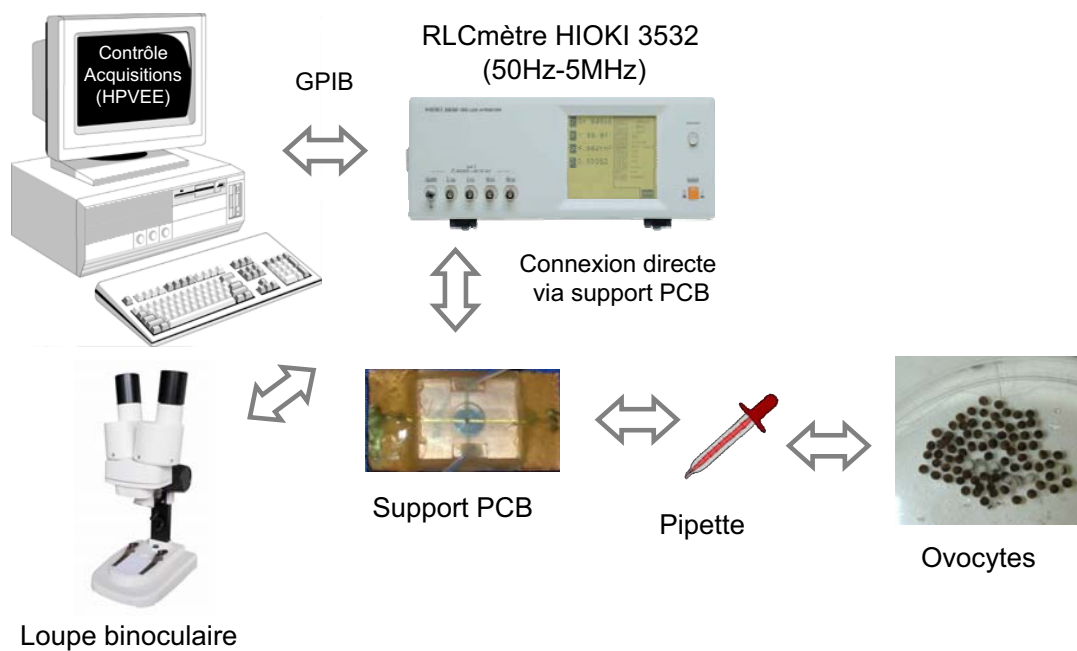 Contrôle
Acquisitions
(HPVEE)
GPIB
RLCmètre HIOKI 3532
(50Hz-5MHz)
HIOKI
Connexion directe
via support PCB
Support PCB
Pipette
Ovocytes
Loupe binoculaire